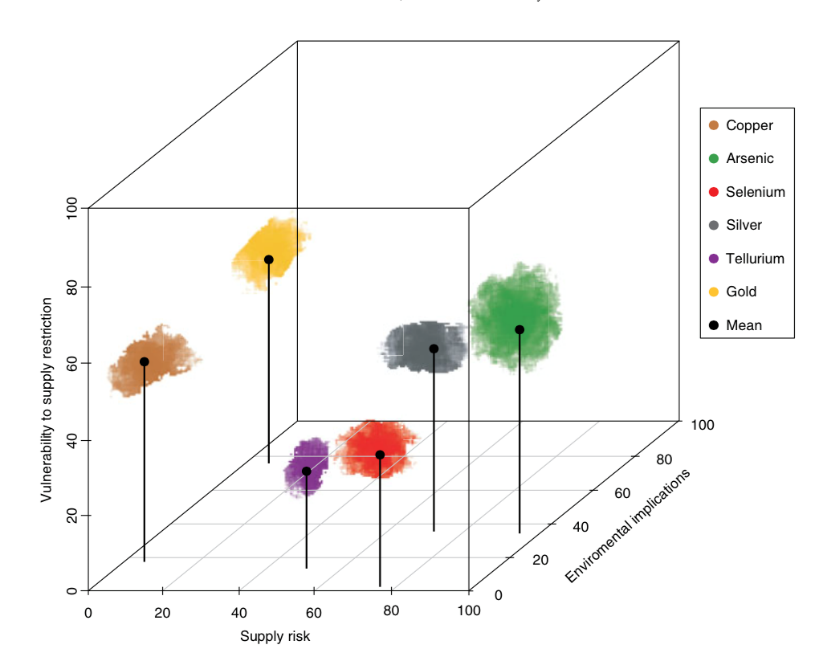 Copper
Arsenic
Selenium
Silver
Tellurium
Gold
Mean
100
80
60
40
20
0
Vulnerability to supply restriction
0
20
40
60
80
100
Supply risk
0
20
40
60
80
100
Enviromental implications